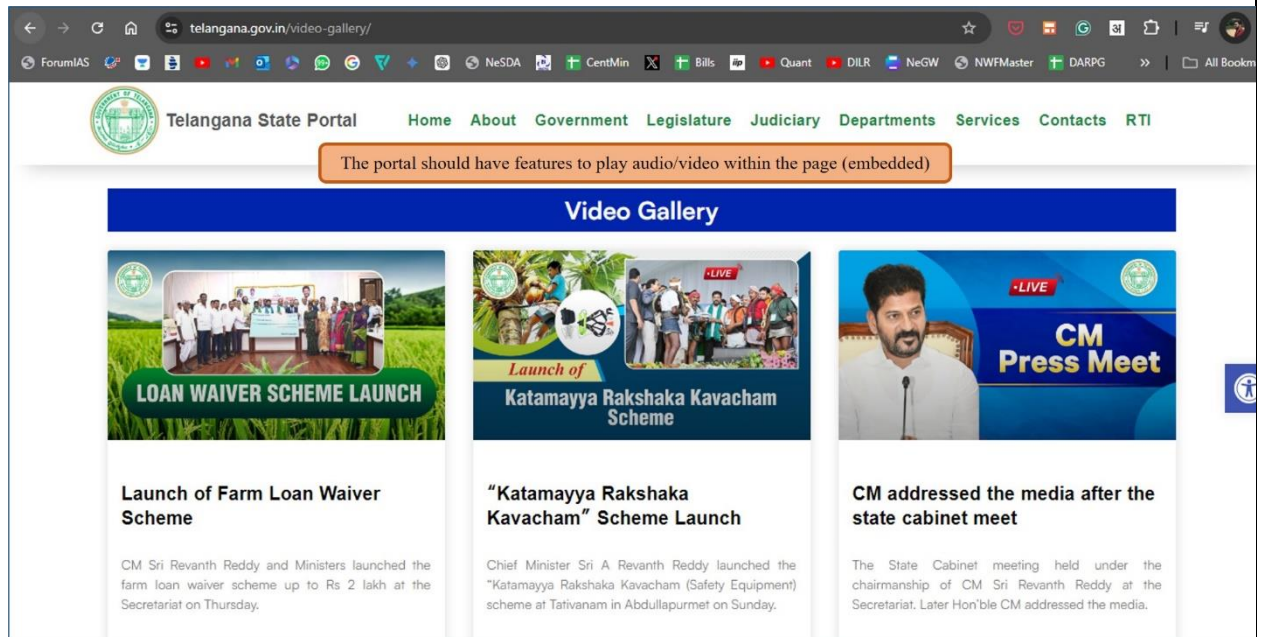 telangana.gov.in/video-gallery/
ForumIAS NeSDA CentMin Bills iip Quant DILR NeGW NWFMaster DARPG » All Bookm
Telangana State Portal Home About Government Legislature Judiciary Departments Services Contacts RTI
The portal should have features to play audio/video within the page (embedded)
Video Gallery
LOAN WAIVER SCHEME LAUNCH
LIVE
Launch of
Katamayya Rakshaka Kavacham
Scheme
LIVE
CM
Press Meet
Launch of Farm Loan Waiver
Scheme
CM Sri Revanth Reddy and Ministers launched the
farm loan waiver scheme up to Rs 2 lakh at the
Secretariat on Thursday.
“Katamayya Rakshaka
Kavacham” Scheme Launch
Chief Minister Sri A Revanth Reddy launched the
"Katamayya Rakshaka Kavacham (Safety Equipment)
scheme at Tativanam in Abdullapurmet on Sunday.
CM addressed the media after the
state cabinet meet
The State Cabinet meeting held under the
chairmanship of CM Sri Revanth Reddy at the
Secretariat. Later Hon'ble CM addressed the media.